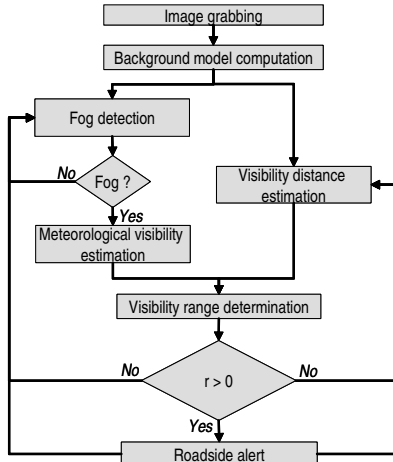 Image grabbing
Background model computation
Fog detection
Fog ?
No
Yes
Visibility distance
estimation
Meteorological visibility
estimation
Visibility range determination
No
r > 0
No
Yes
Roadside alert